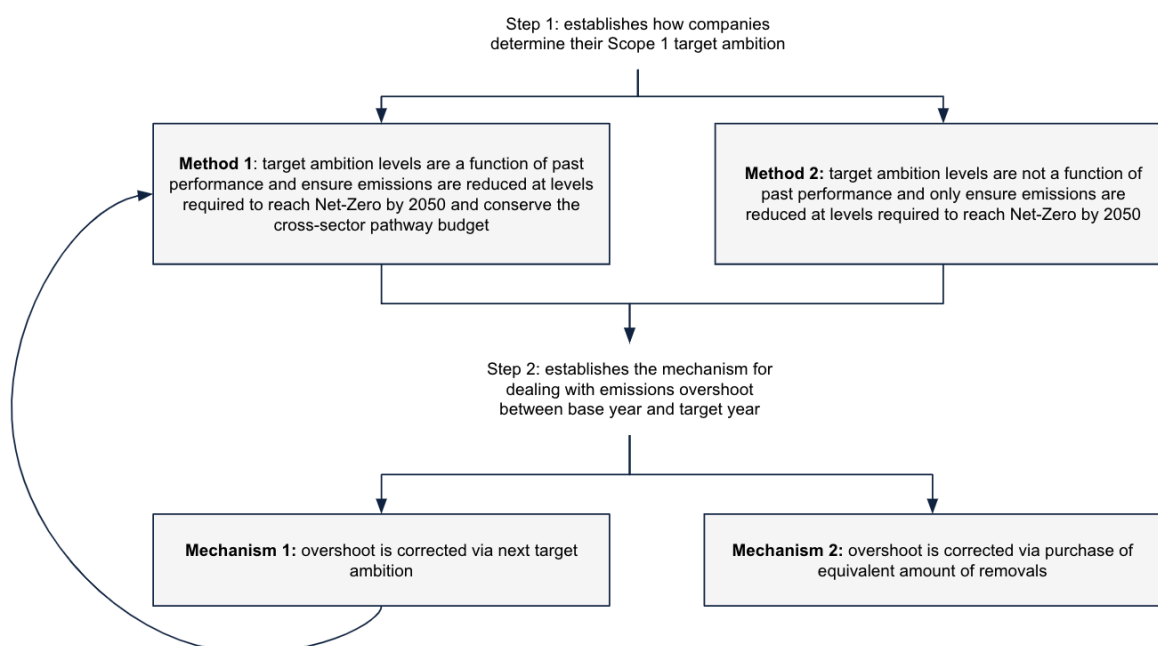 Step 1: establishes how companies
determine their Scope 1 target ambition
Method 1: target ambition levels are a function of past
performance and ensure emissions are reduced at levels
required to reach Net-Zero by 2050 and conserve the
cross-sector pathway budget
Method 2: target ambition levels are not a function of
past performance and only ensure emissions are
reduced at levels required to reach Net-Zero by 2050
Step 2: establishes the mechanism for
dealing with emissions overshoot
between base year and target year
Mechanism 1: overshoot is corrected via next target
ambition
Mechanism 2: overshoot is corrected via purchase of
equivalent amount of removals